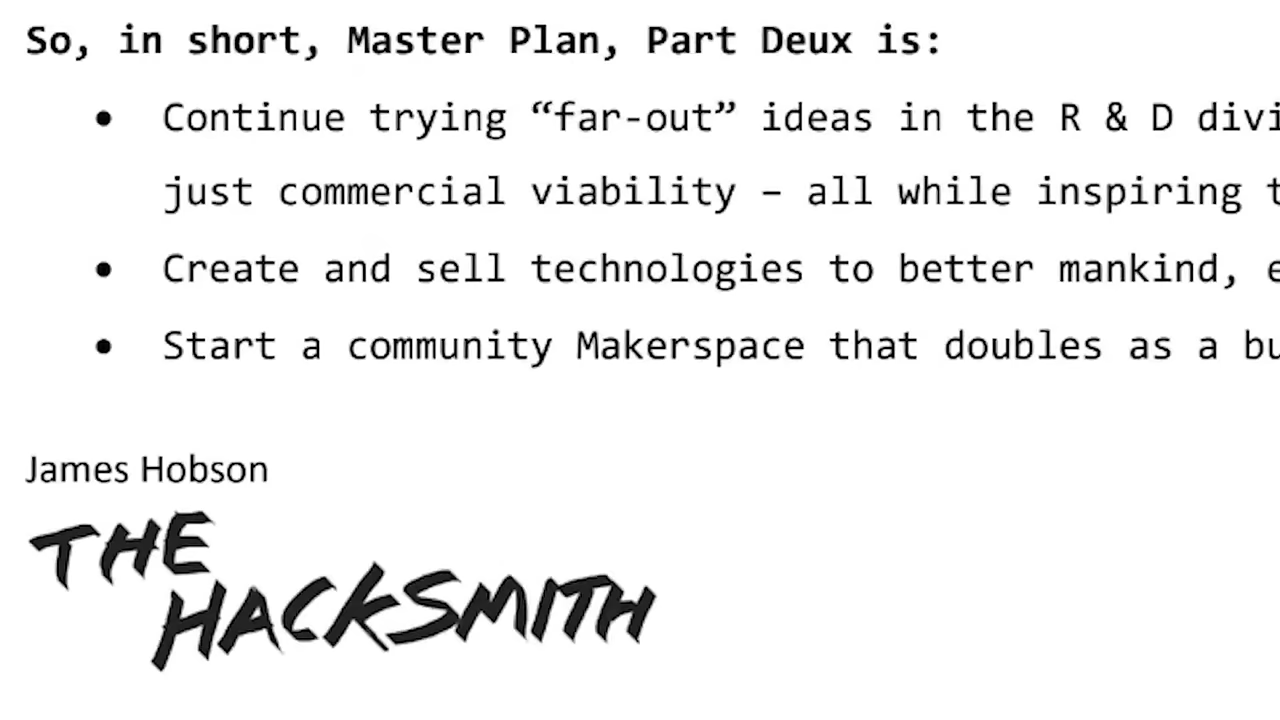 So, in short, Master Plan, Part Deux is:
• Continue trying “far-out” ideas in the R & D
just commercial viability – all while inspiring
• Create and sell technologies to better mankind,
• Start a community Makerspace that doubles as a
James Hobson
THE
HACKSMITH